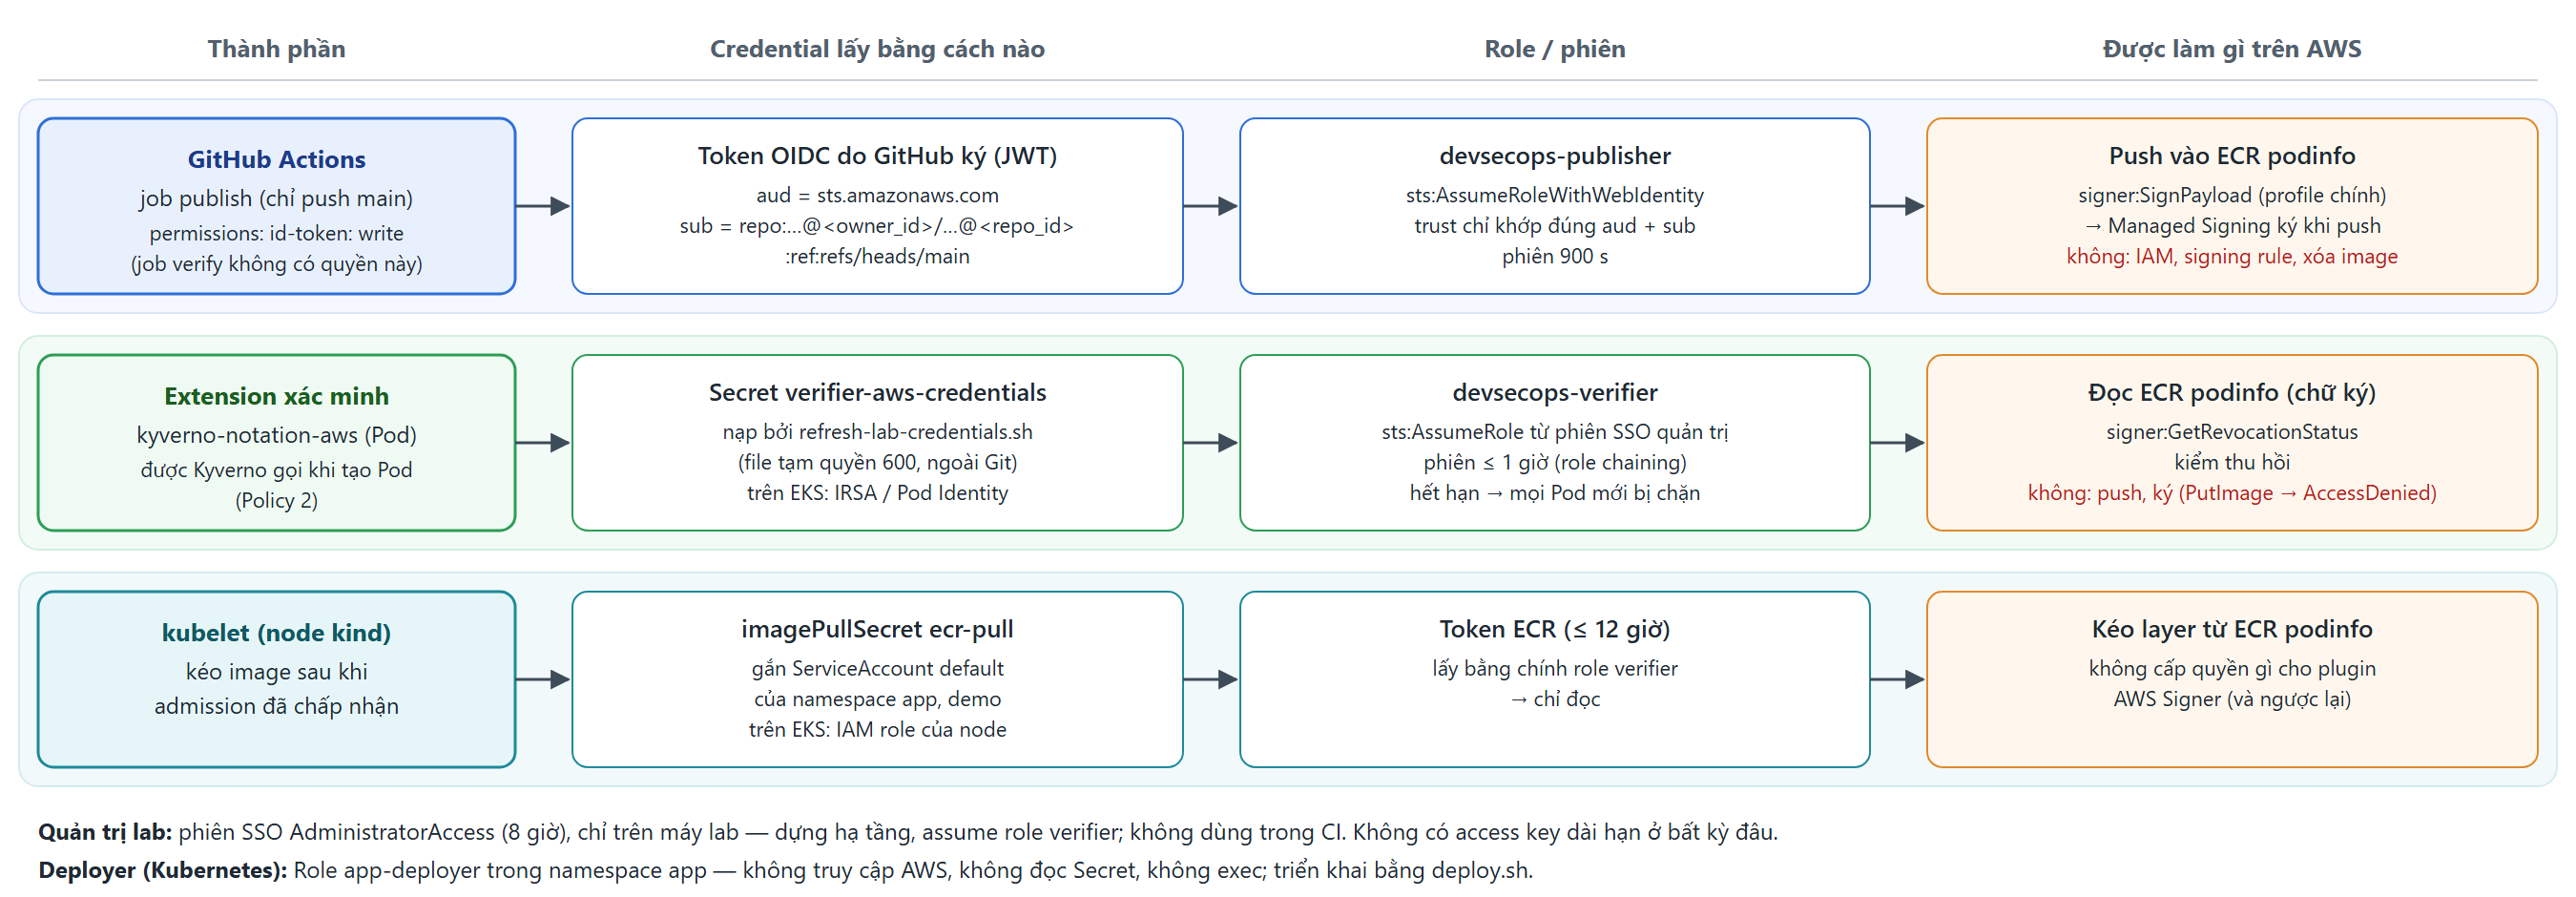 Thành phần
Credential lấy bằng cách nào
Role / phiên
Được làm gì trên AWS
GitHub Actions
job publish (chỉ push main)
permissions: id-token: write
(job verify không có quyền này)
Token OIDC do GitHub ký (JWT)
aud = sts.amazonaws.com
sub = repo:...@<owner_id>/...@<repo_id>
:ref:refs/heads/main
devsecops-publisher
sts:AssumeRoleWithWebIdentity
trust chỉ khớp đúng aud + sub
phiên 900 s
Push vào ECR podinfo
signer:SignPayload (profile chính)
→ Managed Signing ký khi push
không: IAM, signing rule, xóa image
Extension xác minh
kyverno-notation-aws (Pod)
được Kyverno gọi khi tạo Pod
(Policy 2)
Secret verifier-aws-credentials
nạp bởi refresh-lab-credentials.sh
(file tạm quyền 600, ngoài Git)
trên EKS: IRSA / Pod Identity
devsecops-verifier
sts:AssumeRole từ phiên SSO quản trị
phiên ≤ 1 giờ (role chaining)
hết hạn → mọi Pod mới bị chặn
Đọc ECR podinfo (chữ ký)
signer:GetRevocationStatus
kiểm thu hồi
không: push, ký (PutImage → AccessDenied)
kubelet (node kind)
kéo image sau khi
admission đã chấp nhận
imagePullSecret ecr-pull
gắn ServiceAccount default
của namespace app, demo
trên EKS: IAM role của node
Token ECR (≤ 12 giờ)
lấy bằng chính role verifier
→ chỉ đọc
Kéo layer từ ECR podinfo
không cấp quyền gì cho plugin
AWS Signer (và ngược lại)
Quản trị lab: phiên SSO AdministratorAccess (8 giờ), chỉ trên máy lab — dựng hạ tầng, assume role verifier; không dùng trong CI. Không có access key dài hạn ở bất kỳ đâu.
Deployer (Kubernetes): Role app-deployer trong namespace app — không truy cập AWS, không đọc Secret, không exec; triển khai bằng deploy.sh.